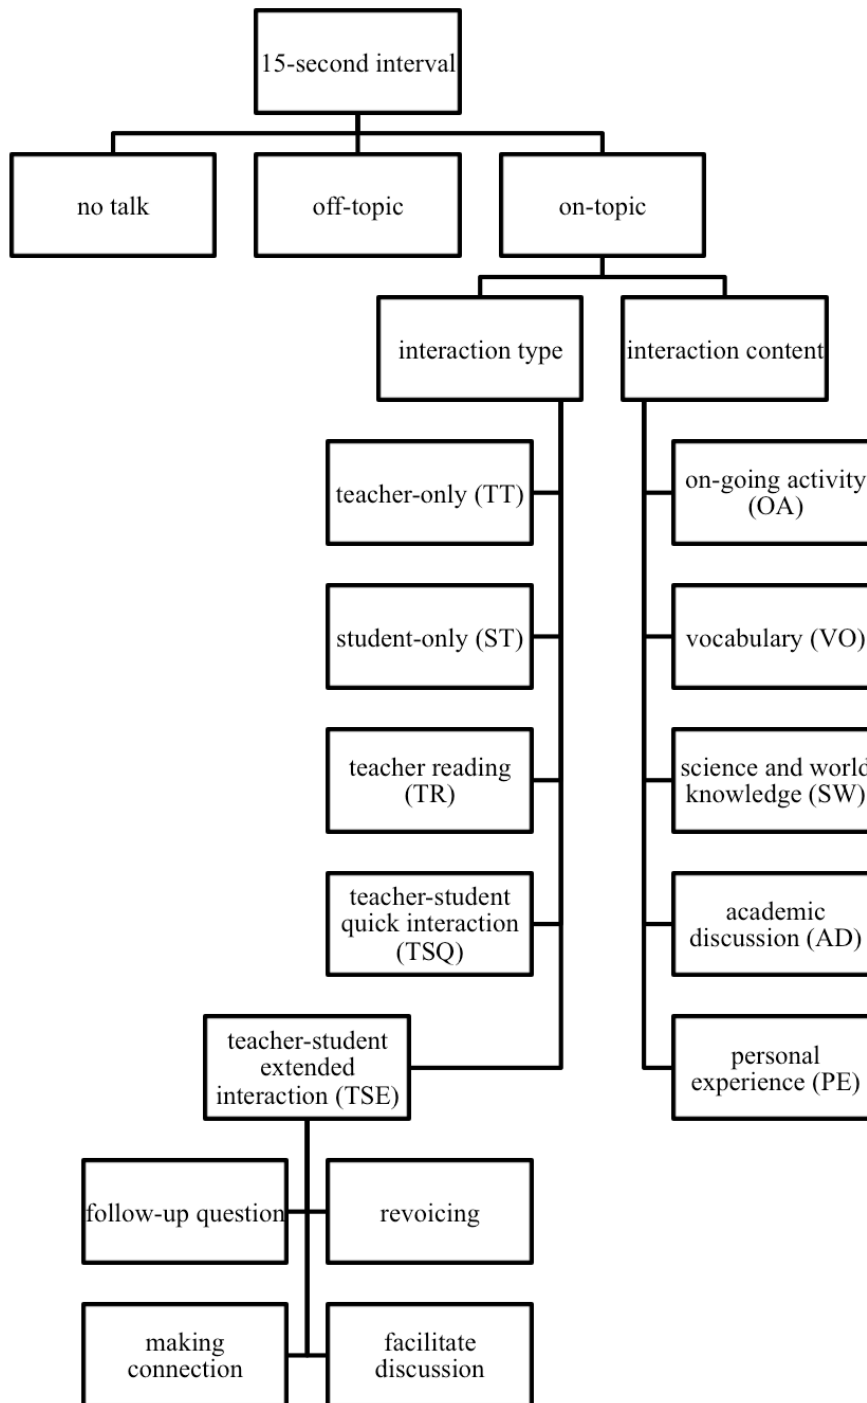 15-second interval
no talk
off-topic
on-topic
interaction type
interaction content
teacher-only (TT)
on-going activity
(OA)
student-only (ST)
vocabulary (VO)
teacher reading
(TR)
science and world
knowledge (SW)
teacher-student
quick interaction
(TSQ)
academic
discussion (AD)
teacher-student
extended
interaction (TSE)
personal
experience (PE)
follow-up question
revoicing
making
connection
facilitate
discussion